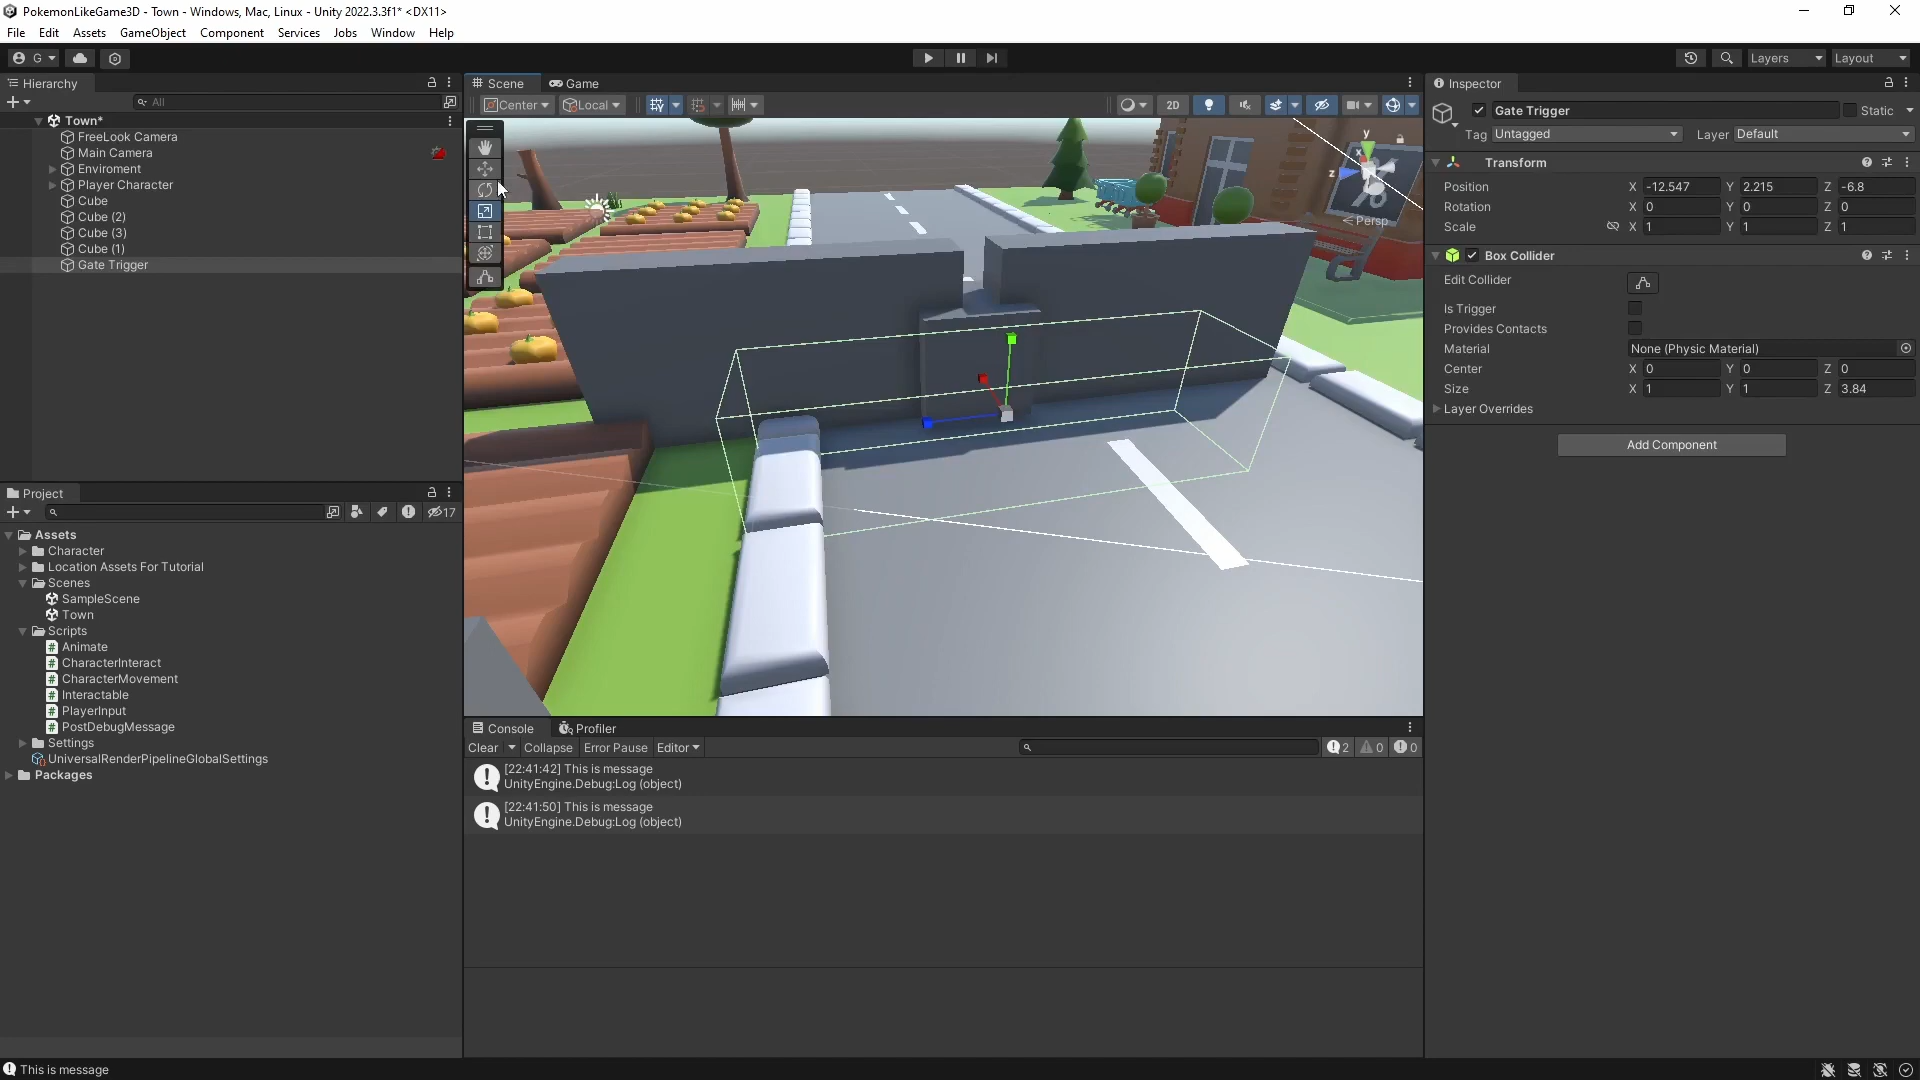 PokemonLikeGame3D - Town - Windows, Mac, Linux - Unity 2022.3.3f1* <DX11>
File Edit Assets GameObject Component Services Jobs Window Help
G Layers Layout
Hierarchy
All
Town*
FreeLook Camera
Main Camera
Enviroment
Player Character
Cube
Cube (2)
Cube (3)
Cube (1)
Gate Trigger
Project
17
Assets
Character
Location Assets For Tutorial
Scenes
SampleScene
Town
Scripts
Animate
CharacterInteract
CharacterMovement
Interactable
PlayerInput
PostDebugMessage
Settings
UniversalRenderPipelineGlobalSettings
Packages
Scene Game
Center Local 2D
y
x
z
Persp
Console Profiler
Clear Collapse Error Pause Editor 2 0 0
[22:41:42] This is message
UnityEngine.Debug:Log (object)
[22:41:50] This is message
UnityEngine.Debug:Log (object)
Inspector
Gate Trigger Static
Tag Untagged Layer Default
Transform
Position X -12.547 Y 2.215 Z -6.8
Rotation X 0 Y 0 Z 0
Scale X 1 Y 1 Z 1
Box Collider
Edit Collider
Is Trigger
Provides Contacts
Material None (Physic Material)
Center X 0 Y 0 Z 0
Size X 1 Y 1 Z 3.84
Layer Overrides
Add Component
This is message